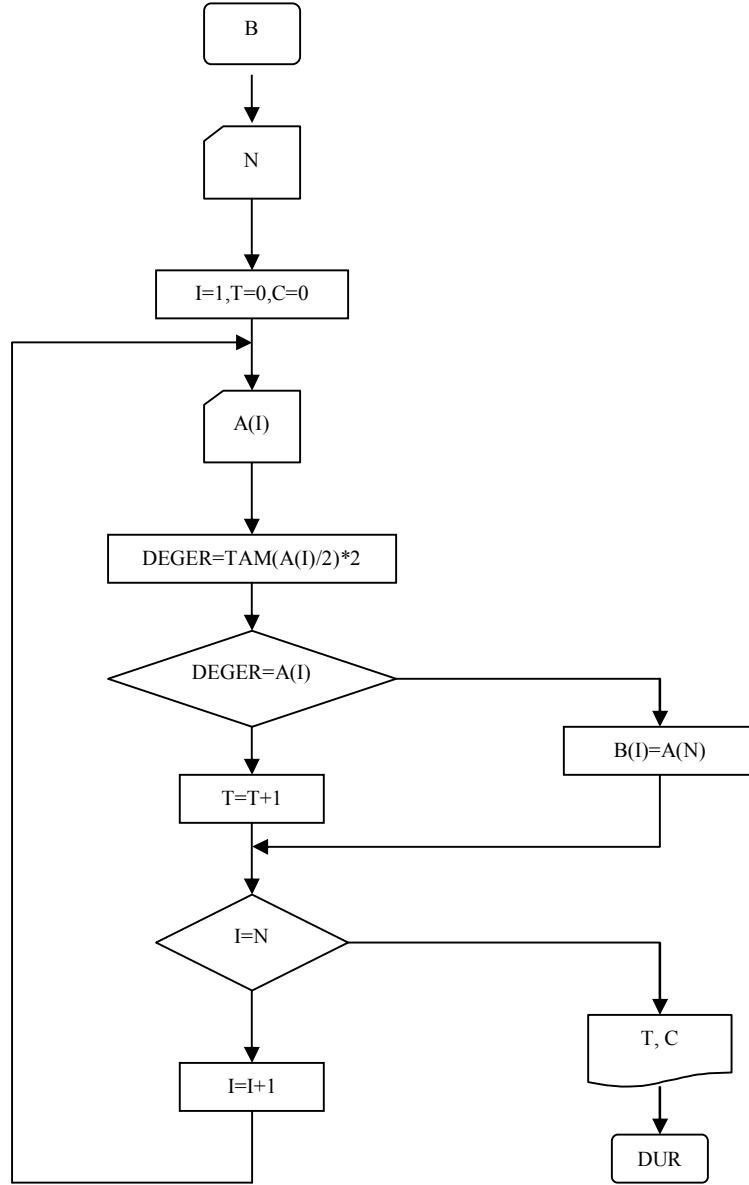 B
N
I=1,T=0,C=0
A(I)
DEGER=TAM(A(I)/2)*2
DEGER=A(I)
B(I)=A(N)
T=T+1
I=N
T, C
I=I+1
DUR